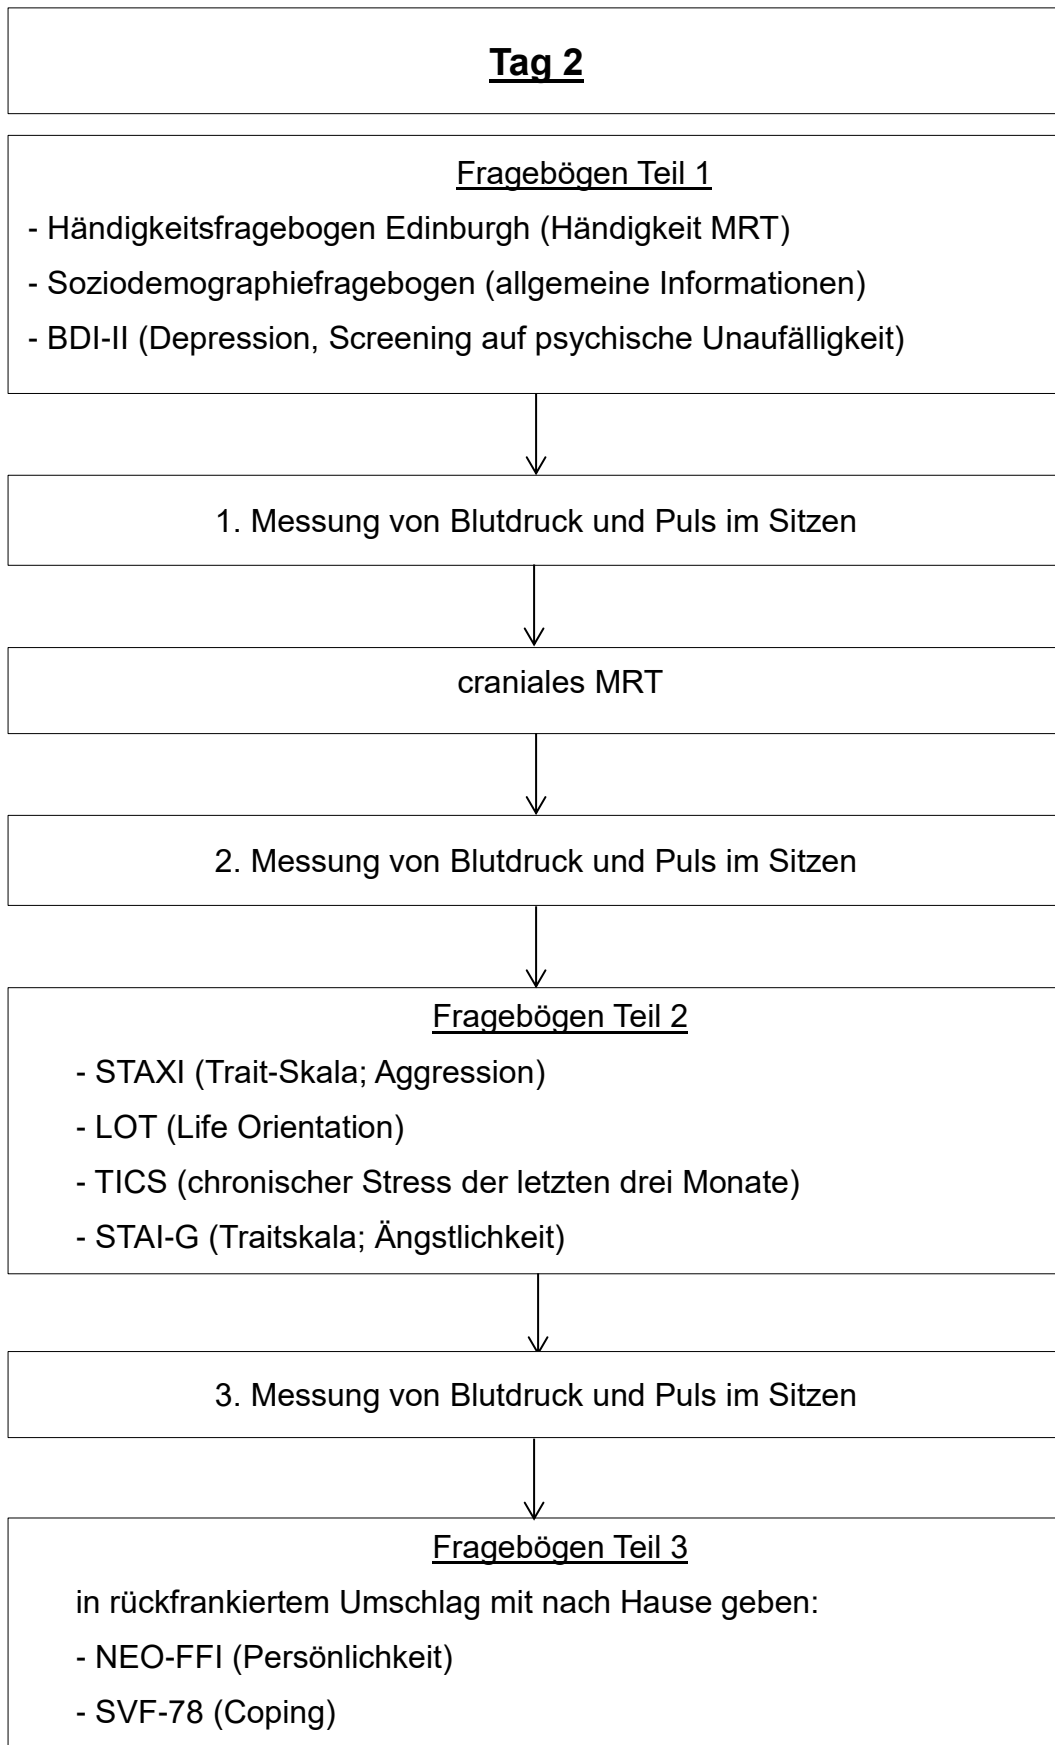 Tag 2
Fragebögen Teil 1
- Händigkeitsfragebogen Edinburgh (Händigkeit MRT)
- Soziodemographiefragebogen (allgemeine Informationen)
- BDI-II (Depression, Screening auf psychische Unaufälligkeit)
1. Messung von Blutdruck und Puls im Sitzen
craniales MRT
2. Messung von Blutdruck und Puls im Sitzen
Fragebögen Teil 2
- STAXI (Trait-Skala; Aggression)
- LOT (Life Orientation)
- TICS (chronischer Stress der letzten drei Monate)
- STAI-G (Traitskala; Ängstlichkeit)
3. Messung von Blutdruck und Puls im Sitzen
Fragebögen Teil 3
in rückfrankiertem Umschlag mit nach Hause geben:
- NEO-FFI (Persönlichkeit)
- SVF-78 (Coping)